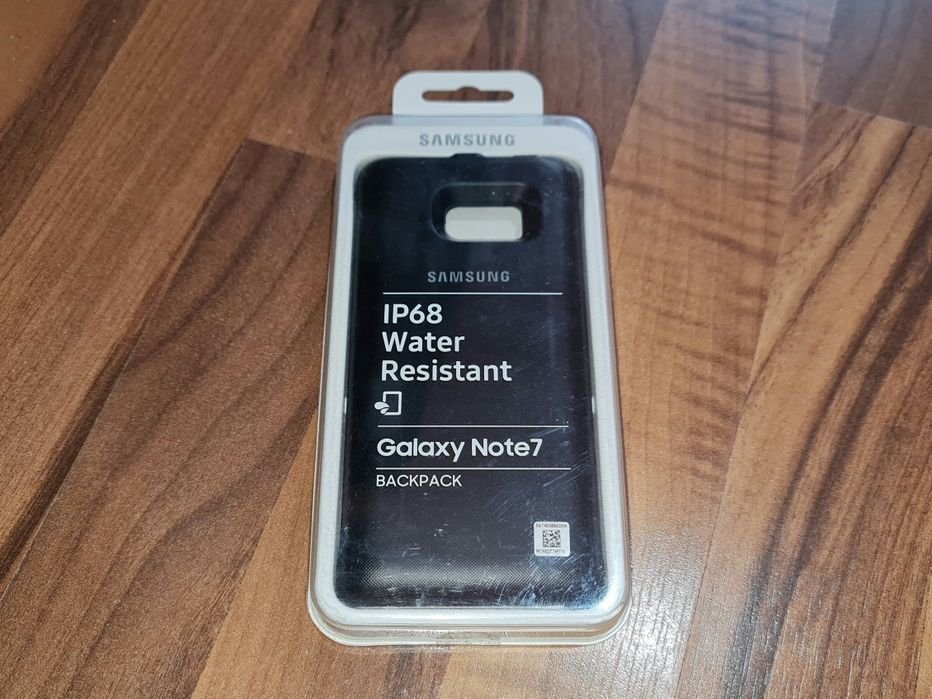 SAMSUNG
SAMSUNG
IP68
Water
Resistant
Galaxy Note7
BACKPACK